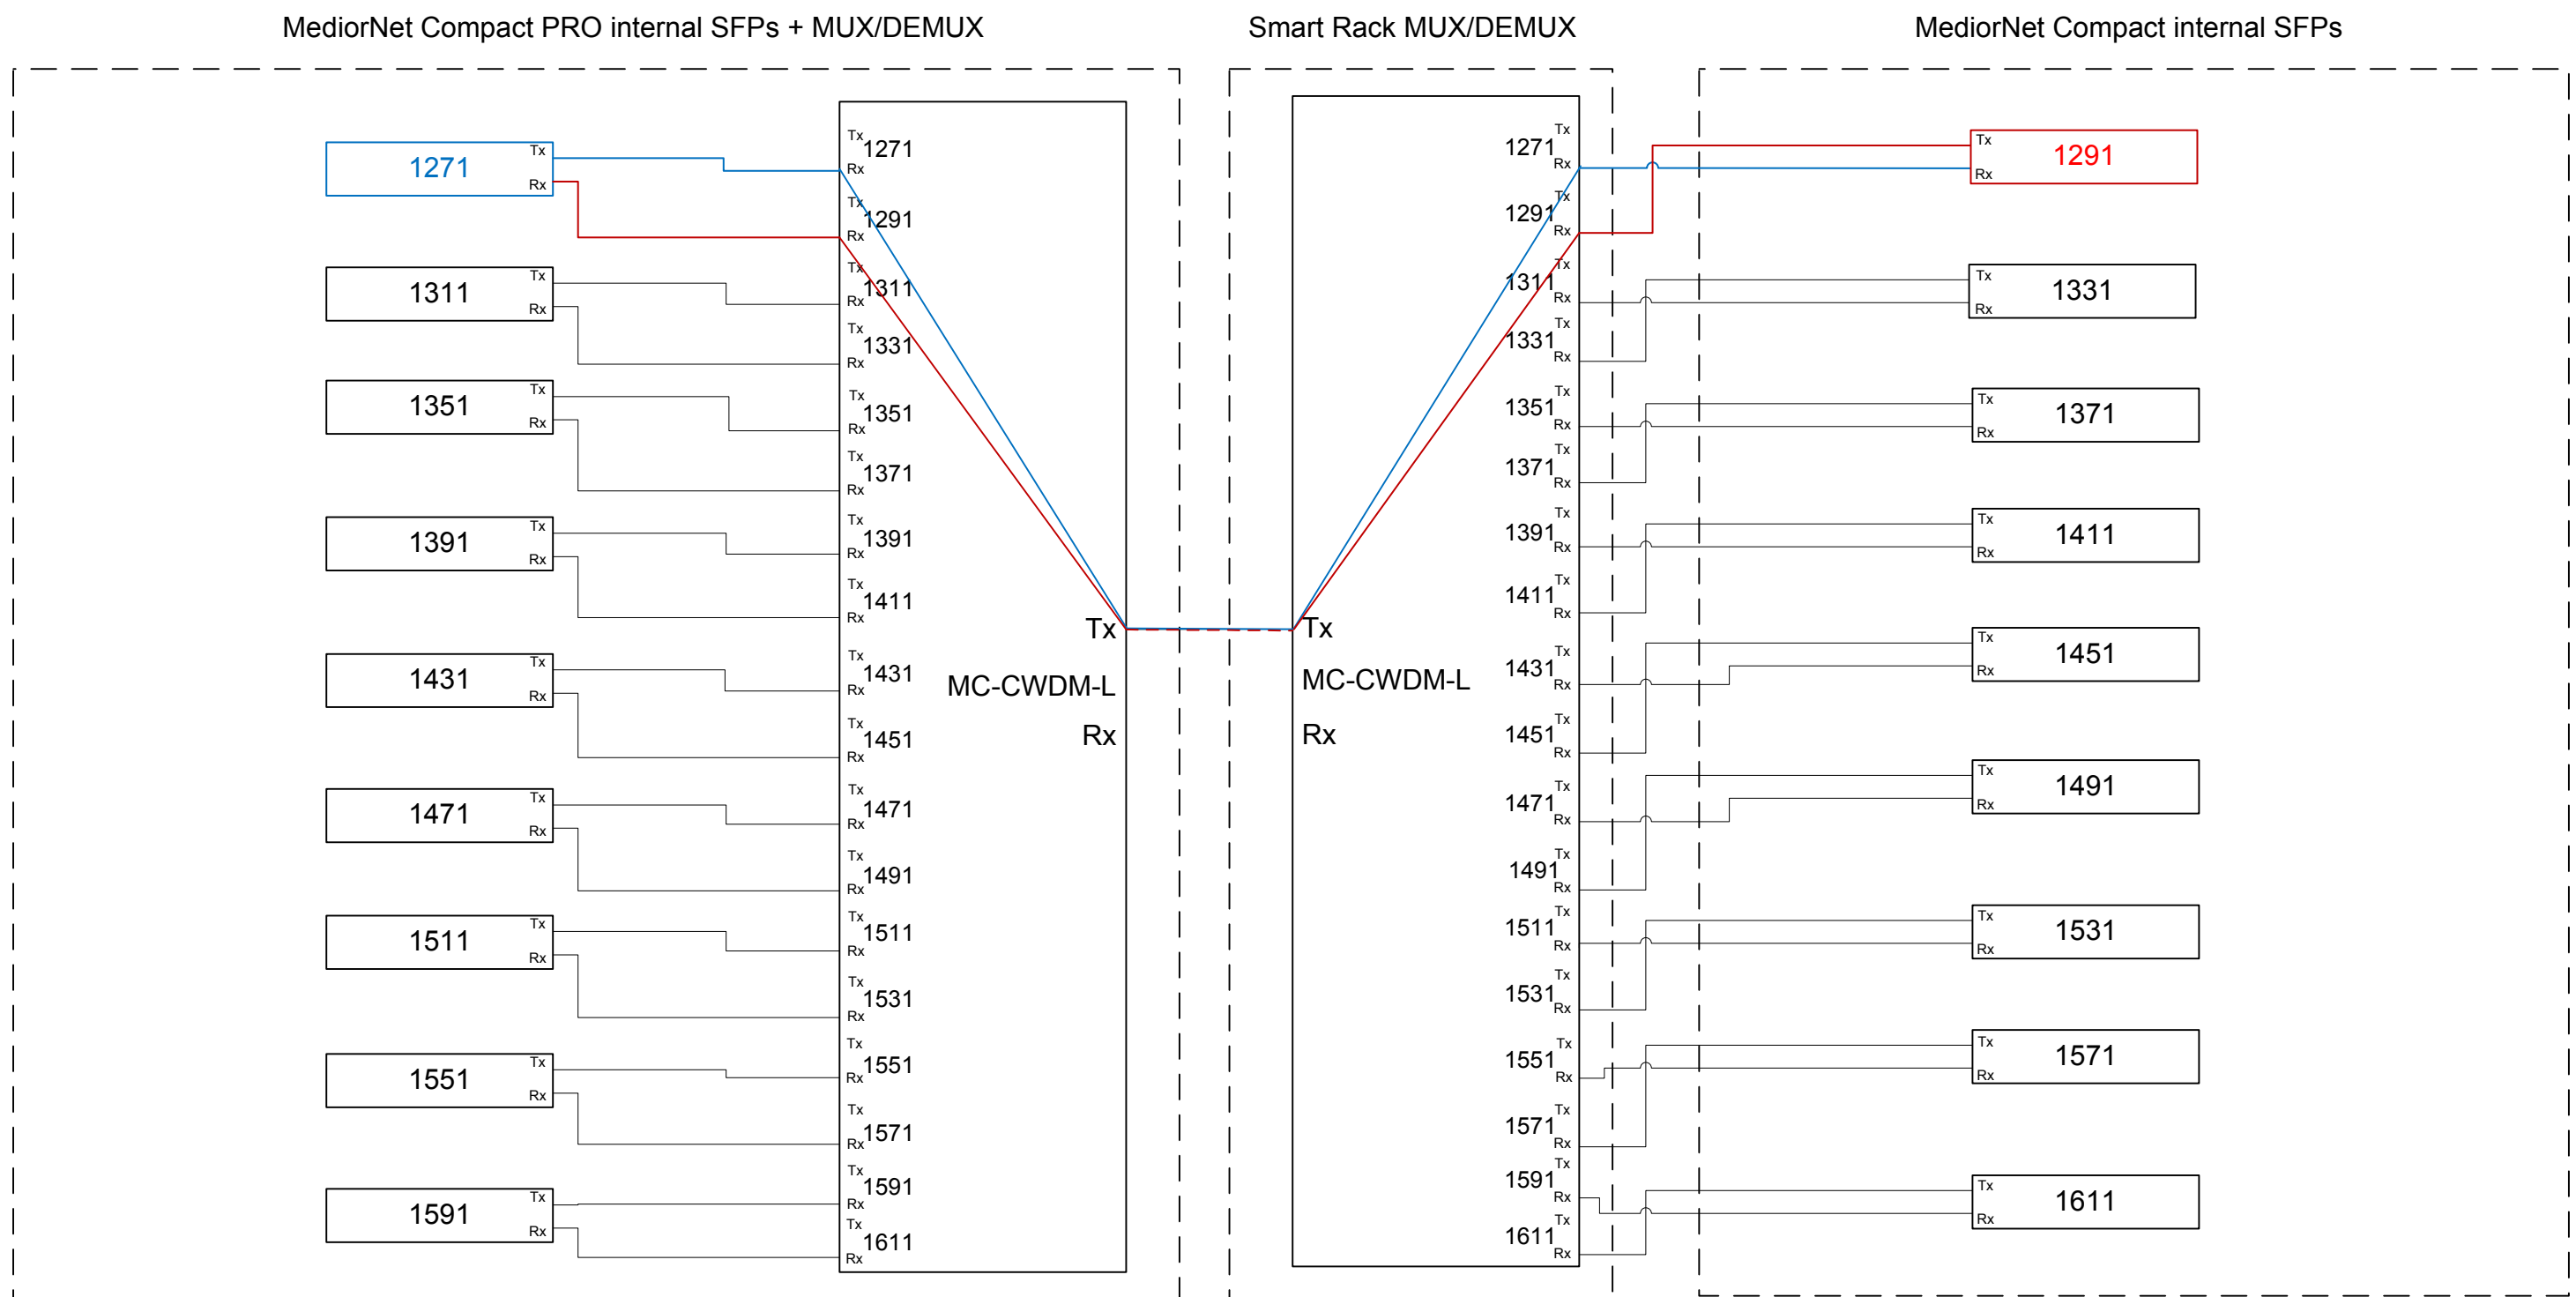 MediorNet Compact PRO internal SFPs + MUX/DEMUX
Smart Rack MUX/DEMUX
MediorNet Compact internal SFPs
1271
Tx
Rx
1311
Tx
Rx
1351
Tx
Rx
1391
Tx
Rx
1431
Tx
Rx
1471
Tx
Rx
1511
Tx
Rx
1551
Tx
Rx
1591
Tx
Rx
Tx
1271
Rx
Tx
1291
Rx
Tx
1311
Rx
Tx
1331
Rx
Tx
1351
Rx
Tx
1371
Rx
Tx
1391
Rx
Tx
1411
Rx
Tx
1431
Rx
Tx
1451
Rx
Tx
1471
Rx
Tx
1491
Rx
Tx
1511
Rx
Tx
1531
Rx
Tx
1551
Rx
Tx
1571
Rx
Tx
1591
Rx
Tx
1611
Rx
Tx
MC-CWDM-L
Rx
Tx
MC-CWDM-L
Rx
Tx
1271
Rx
Tx
1291
Rx
Tx
1311
Rx
Tx
1331
Rx
Tx
1351
Rx
Tx
1371
Rx
Tx
1391
Rx
Tx
1411
Rx
Tx
1431
Rx
Tx
1451
Rx
Tx
1471
Rx
Tx
1491
Rx
Tx
1511
Rx
Tx
1531
Rx
Tx
1551
Rx
Tx
1571
Rx
Tx
1591
Rx
Tx
1611
Rx
Tx
1291
Rx
Tx
1331
Rx
Tx
1371
Rx
Tx
1411
Rx
Tx
1451
Rx
Tx
1491
Rx
Tx
1531
Rx
Tx
1571
Rx
Tx
1611
Rx